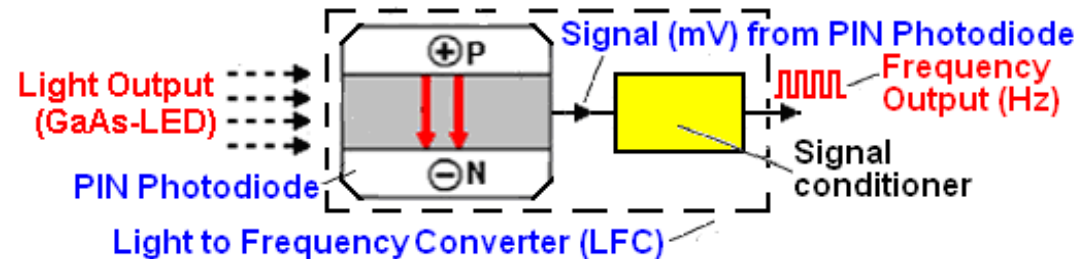 ⊕P
Signal (mV) from PIN Photodiode
Light Output
(GaAs-LED)
Frequency
Output (Hz)
⊖N
Signal
conditioner
PIN Photodiode
Light to Frequency Converter (LFC)